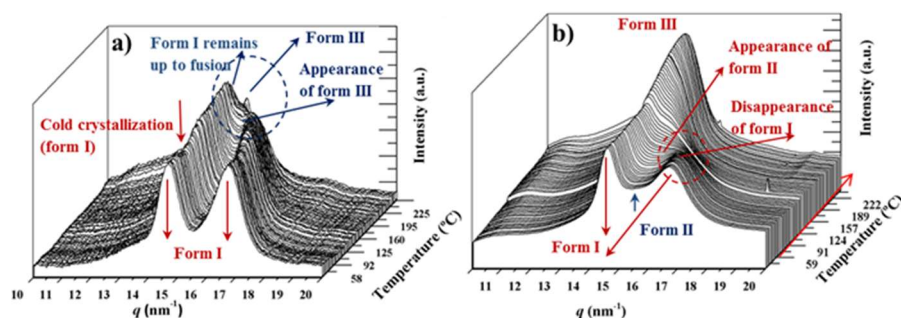 a)
Form I remains
up to fusion
Form III
Appearance
of form III
Cold crystallization
(form I)
Form I
Intensity (a.u.)
225
195
160
125
92
58
Temperature (°C)
10 11 12 13 14 15 16 17 18 19 20
q (nm⁻¹)
b)
Form III
Appearance of
form II
Disappearance
of form I
Form I
Form II
Intensity (a.u.)
222
189
157
124
91
59
Temperature (°C)
11 12 13 14 15 16 17 18 19 20
q (nm⁻¹)